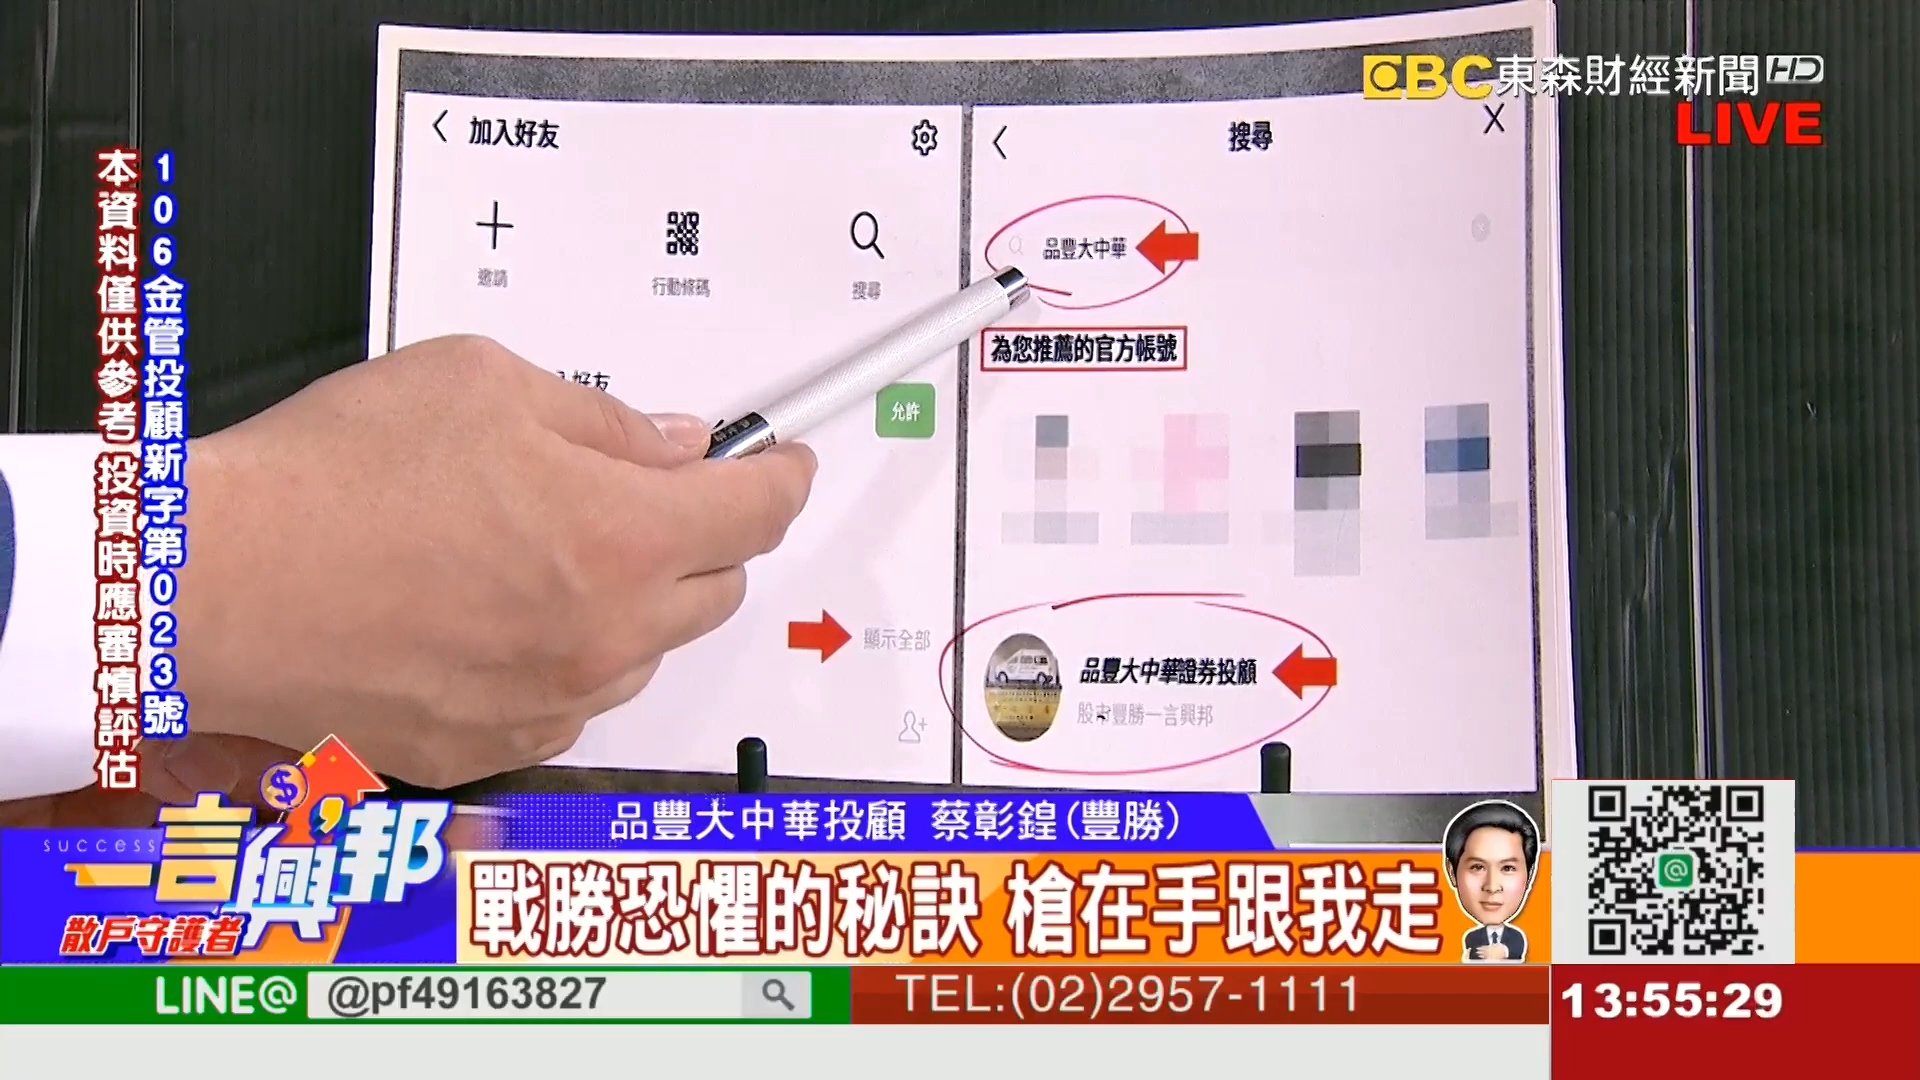 EBC東森財經新聞HD
LIVE
106金管投顧新字第023號
本資料僅供參考投資時應審慎評估
加入好友
邀請
行動條碼
搜尋
入好友
允許
顯示全部
搜尋
品豐大中華
為您推薦的官方帳號
品豐大中華證券投顧
股市豐勝一言興邦
success
一言興邦
散戶守護者
品豐大中華投顧 蔡彰鍠(豐勝)
戰勝恐懼的秘訣 槍在手跟我走
LINE@ @pf49163827
TEL:(02)2957-1111
13:55:29